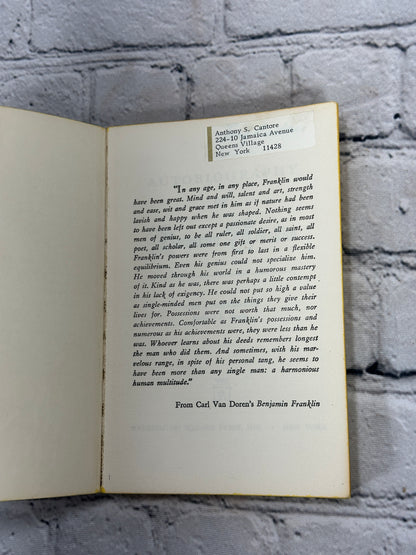 Anthony S. Cantore
224-10 Jamaica Avenue
Queens Village
New York 11428
"In any age, in any place, Franklin would
have been great. Mind and will, talent and art, strength
and ease, wit and grace met in him as if nature had been
lavish and happy when he was shaped. Nothing seems
to have been left out except a passionate desire, as in most
men of genius, to be all ruler, all soldier, all saint, all
poet, all scholar, all some one gift or merit or success.
Franklin's powers were from first to last in a flexible
equilibrium. Even his genius could not specialize him.
He moved through his world in a humorous mastery
of it. Kind as he was, there was perhaps a little contempt
in his lack of exigency. He could not put so high a value
as single-minded men put on the things they give their
lives for. Possessions were not worth that much, nor
achievements. Comfortable as Franklin's possessions and
numerous as his achievements were, they were less than he
was. Whoever learns about his deeds remembers longest
the man who did them. And sometimes, with his mar-
velous range, in spite of his personal tang, he seems to
have been more than any single man: a harmonious
human multitude."
From Carl Van Doren's Benjamin Franklin